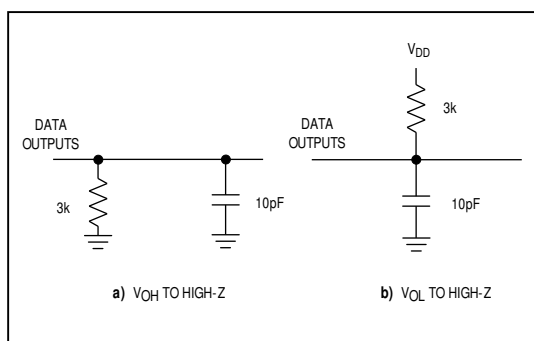 DATA
OUTPUTS
3k
10pF
a) VOH TO HIGH-Z
VDD
3k
DATA
OUTPUTS
10pF
b) VOL TO HIGH-Z